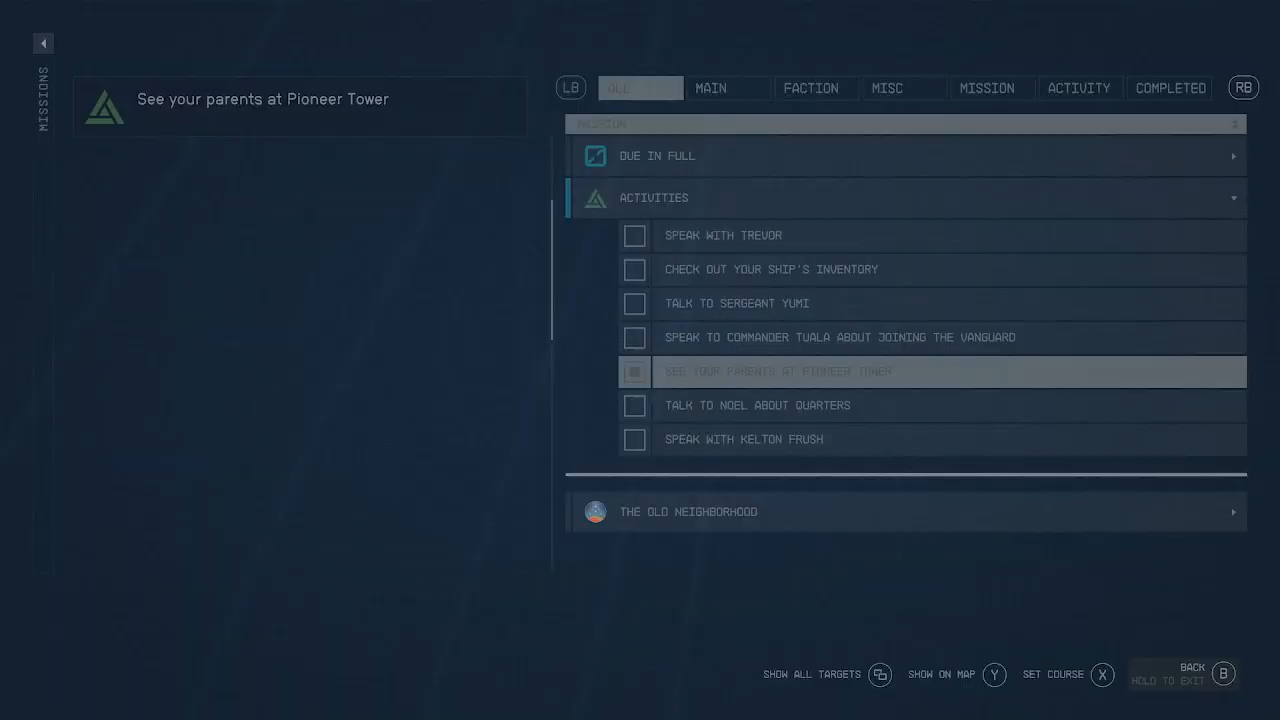 MISSIONS
See your parents at Pioneer Tower
LB
ALL
MAIN
FACTION
MISC
MISSION
ACTIVITY
COMPLETED
RB
MISSION
DUE IN FULL
ACTIVITIES
SPEAK WITH TREVOR
CHECK OUT YOUR SHIP'S INVENTORY
TALK TO SERGEANT YUMI
SPEAK TO COMMANDER TUALA ABOUT JOINING THE VANGUARD
SEE YOUR PARENTS AT PIONEER TOWER
TALK TO NOEL ABOUT QUARTERS
SPEAK WITH KELTON FRUSH
THE OLD NEIGHBORHOOD
SHOW ALL TARGETS
SHOW ON MAP Y
SET COURSE X
BACK B
HOLD TO EXIT